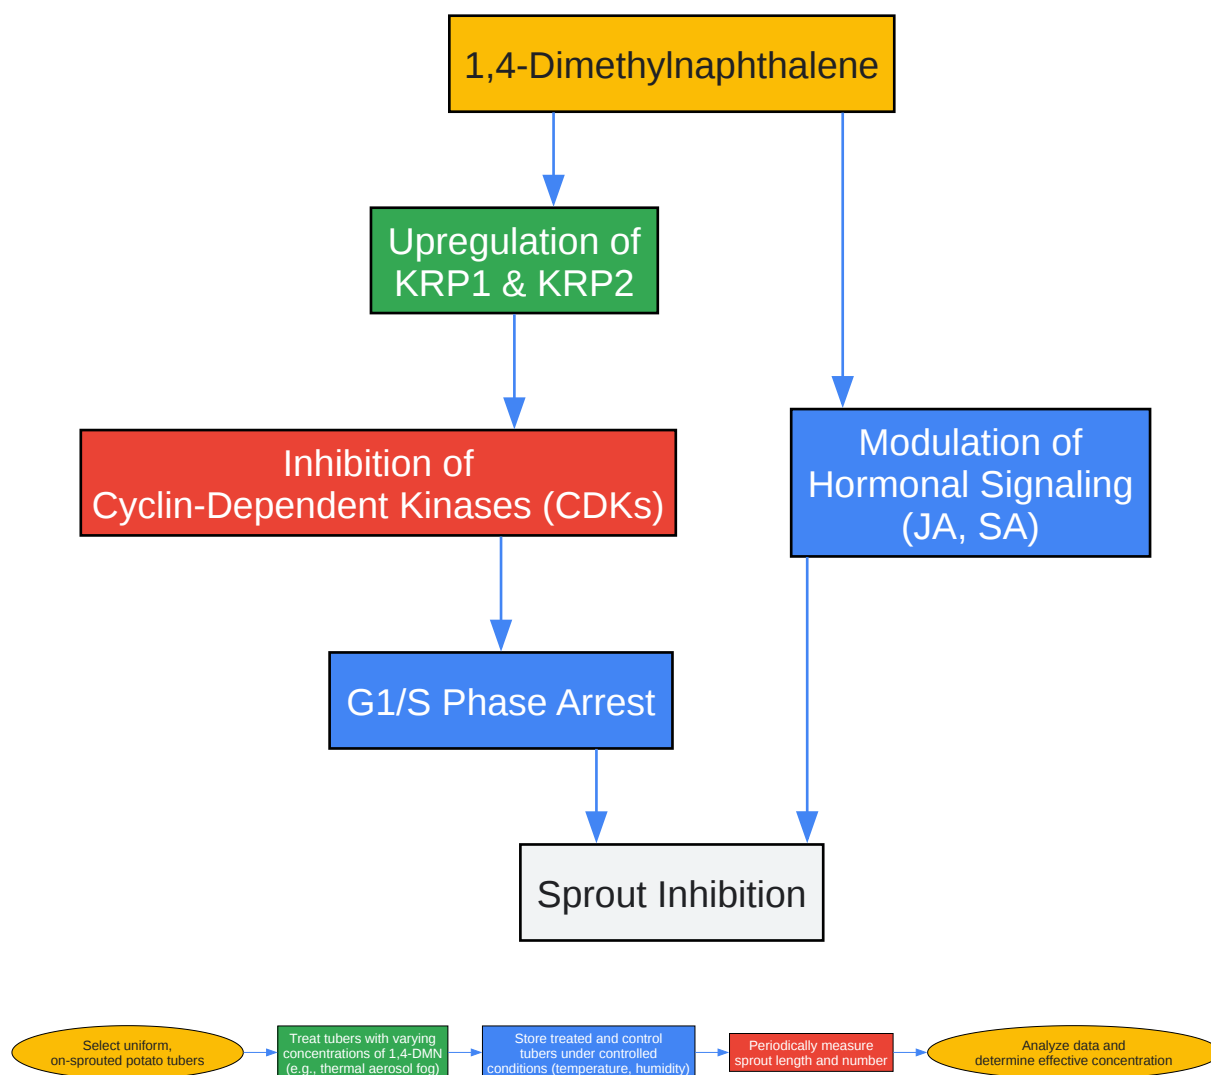 1,4-Dimethylnaphthalene
Upregulation of
KRP1 & KRP2
Inhibition of
Cyclin-Dependent Kinases (CDKs)
Modulation of
Hormonal Signaling
(JA, SA)
G1/S Phase Arrest
Sprout Inhibition
Select uniform,
on-sprouted potato tubers
Treat tubers with varying
concentrations of 1,4-DMN
(e.g., thermal aerosol fog)
Store treated and control
tubers under controlled
conditions (temperature, humidity)
Periodically measure
sprout length and number
Analyze data and
determine effective concentration